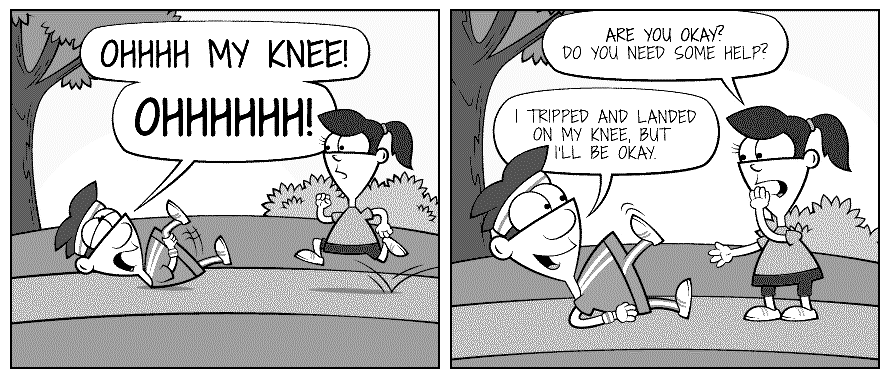 OHHHH MY KNEE!
OHHHHHH!
ARE YOU OKAY?
DO YOU NEED SOME HELP?
I TRIPPED AND LANDED
ON MY KNEE, BUT
I'LL BE OKAY.